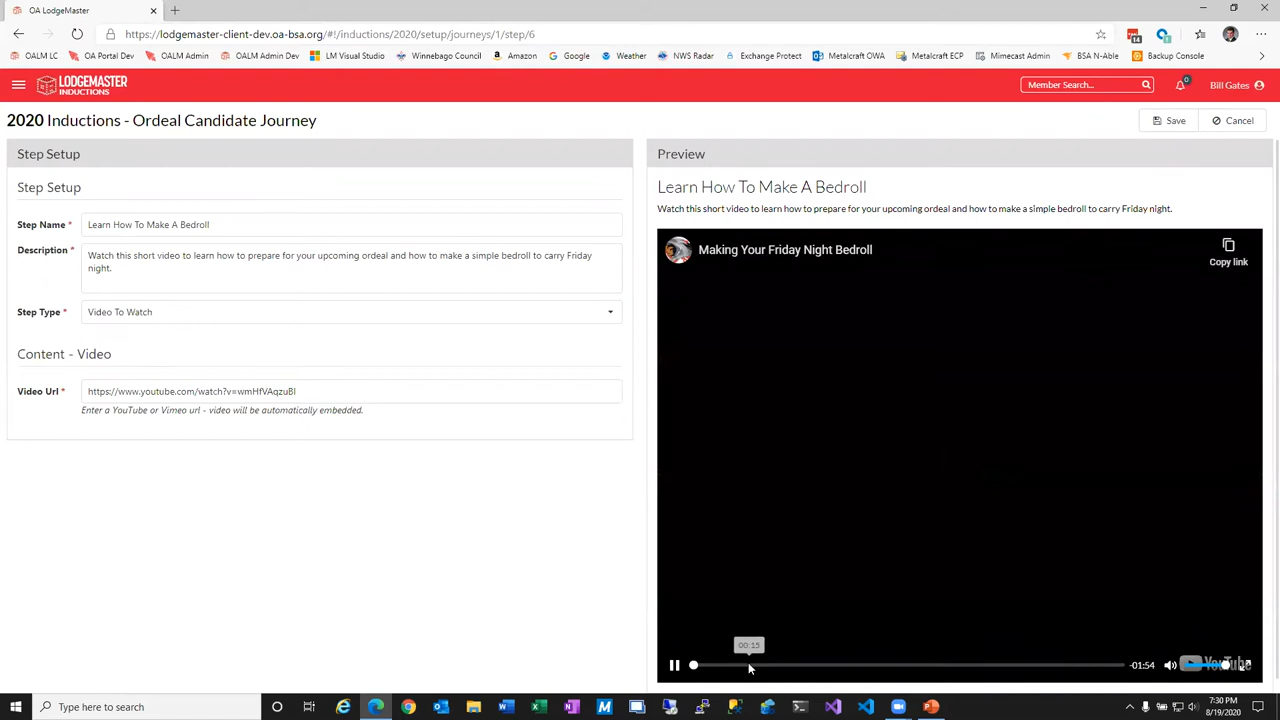 OA LodgeMaster
https://lodgemaster-client-dev.oa-bsa.org/#!/inductions/2020/setup/journeys/1/step/6
OALM LC OA Portal Dev OALM Admin OALM Admin Dev LM Visual Studio Winnebago Council Amazon Google Weather NWS Radar Exchange Protect Metalcraft OWA Metalcraft ECP Mimecast Admin BSA N-Able Backup Console
LODGEMASTER
INDUCTIONS
Member Search...
0
Bill Gates
2020 Inductions - Ordeal Candidate Journey
Save
Cancel
Step Setup
Step Setup
Step Name *
Learn How To Make A Bedroll
Description *
Watch this short video to learn how to prepare for your upcoming ordeal and how to make a simple bedroll to carry Friday
night.
Step Type *
Video To Watch
Content - Video
Video Url *
https://www.youtube.com/watch?v=wmHfVAqzuBI
Enter a YouTube or Vimeo url - video will be automatically embedded.
Preview
Learn How To Make A Bedroll
Watch this short video to learn how to prepare for your upcoming ordeal and how to make a simple bedroll to carry Friday night.
Making Your Friday Night Bedroll
Copy link
00:15
-01:54
YouTube
Type here to search
7:30 PM
8/19/2020